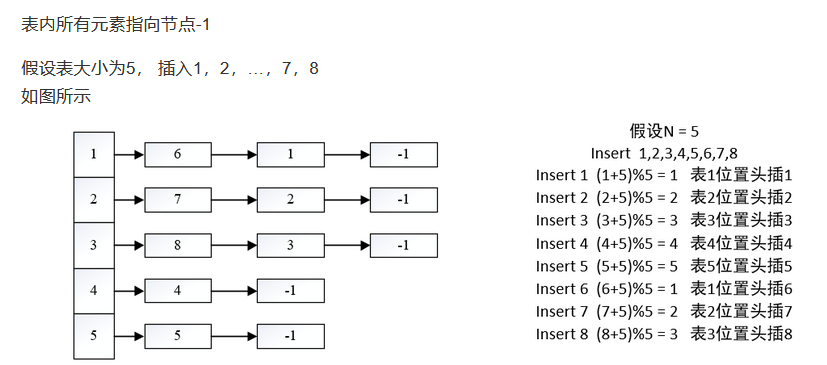 表内所有元素指向节点-1
假设表大小为5， 插入1，2，…，7，8
如图所示
1 6 1 -1
2 7 2 -1
3 8 3 -1
4 4 -1
5 5 -1
假设N = 5
Insert 1,2,3,4,5,6,7,8
Insert 1 (1+5)%5 = 1 表1位置头插1
Insert 2 (2+5)%5 = 2 表2位置头插2
Insert 3 (3+5)%5 = 3 表3位置头插3
Insert 4 (4+5)%5 = 4 表4位置头插4
Insert 5 (5+5)%5 = 5 表5位置头插5
Insert 6 (6+5)%5 = 1 表1位置头插6
Insert 7 (7+5)%5 = 2 表2位置头插7
Insert 8 (8+5)%5 = 3 表3位置头插8